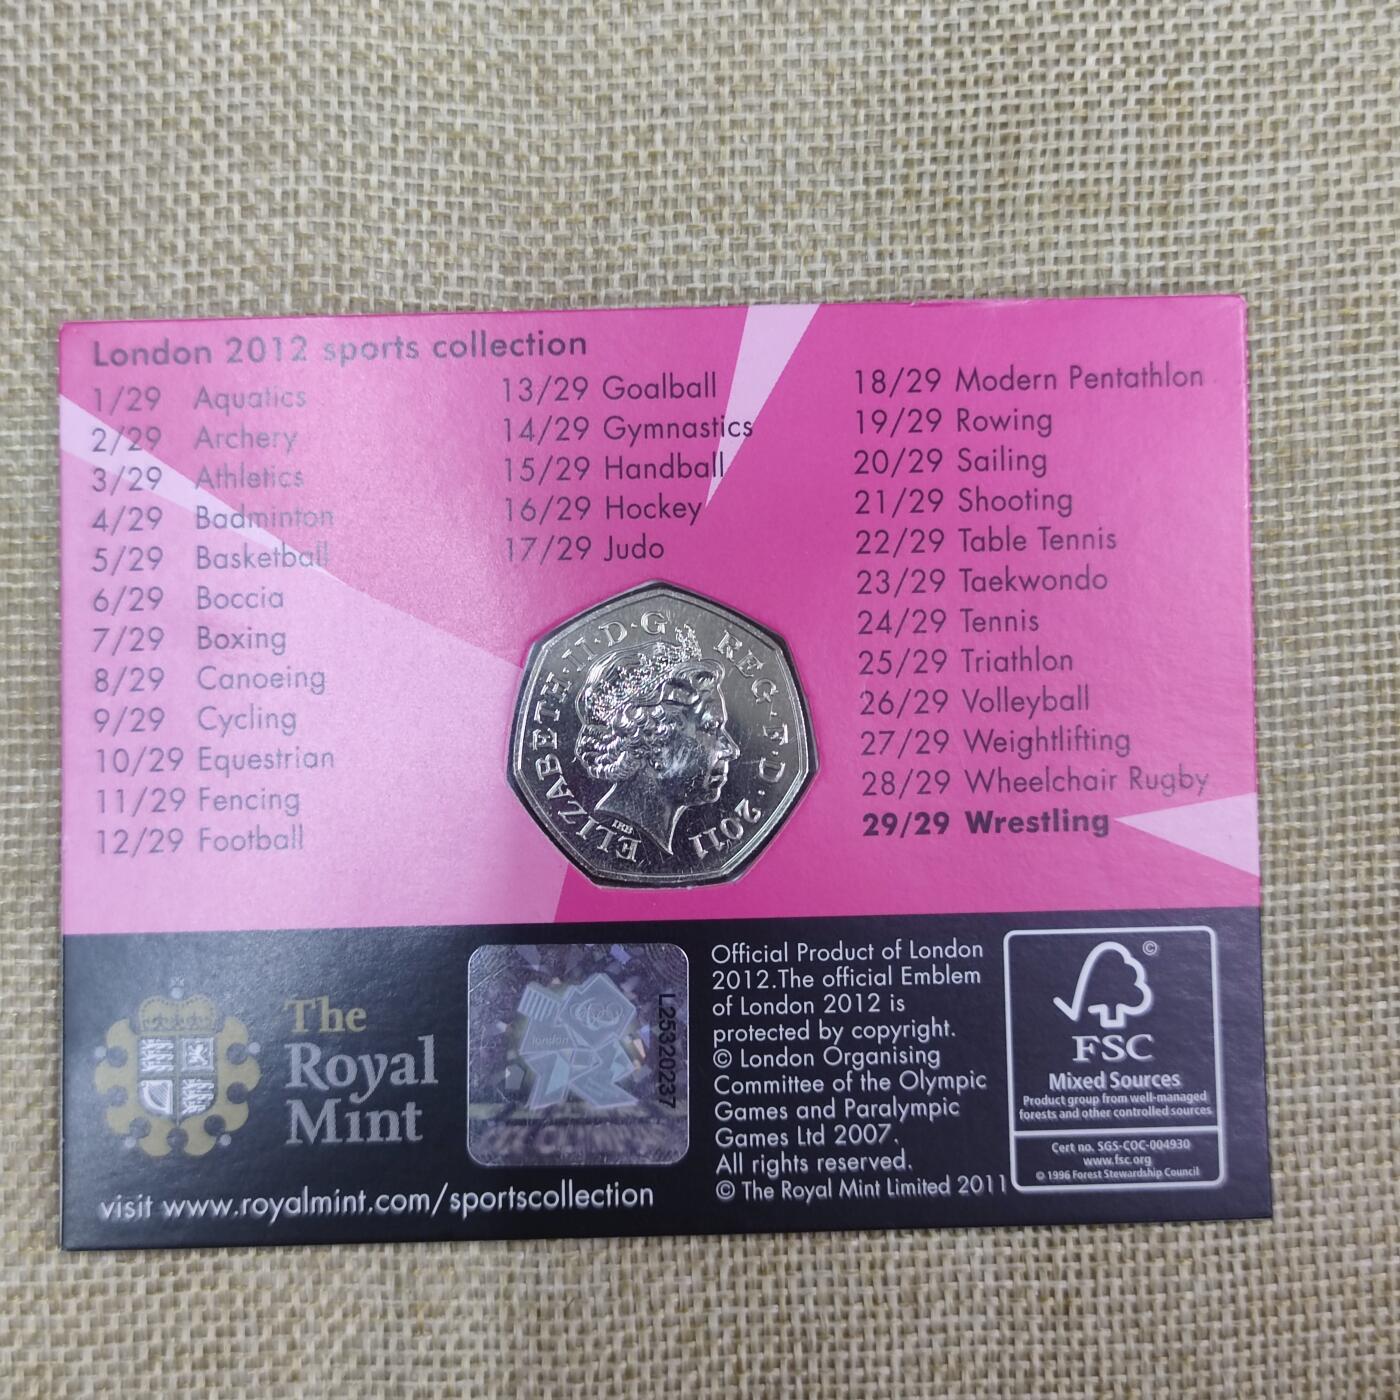 London 2012 sports collection
1/29 Aquatics
2/29 Archery
3/29 Athletics
4/29 Badminton
5/29 Basketball
6/29 Boccia
7/29 Boxing
8/29 Canoeing
9/29 Cycling
10/29 Equestrian
11/29 Fencing
12/29 Football
13/29 Goalball
14/29 Gymnastics
15/29 Handball
16/29 Hockey
17/29 Judo
18/29 Modern Pentathlon
19/29 Rowing
20/29 Sailing
21/29 Shooting
22/29 Table Tennis
23/29 Taekwondo
24/29 Tennis
25/29 Triathlon
26/29 Volleyball
27/29 Weightlifting
28/29 Wheelchair Rugby
29/29 Wrestling
ELIZABETH·II·D·G REG·F·D·2011
IRB
The
Royal
Mint
visit www.royalmint.com/sportscollection
london
L25320237
Official Product of London
2012.The official Emblem
of London 2012 is
protected by copyright.
© London Organising
Committee of the Olympic
Games and Paralympic
Games Ltd 2007.
All rights reserved.
© The Royal Mint Limited 2011
©
FSC
Mixed Sources
Product group from well-managed
forests and other controlled sources
Cert no. SGS-COC-004930
www.fsc.org
© 1996 Forest Stewardship Council